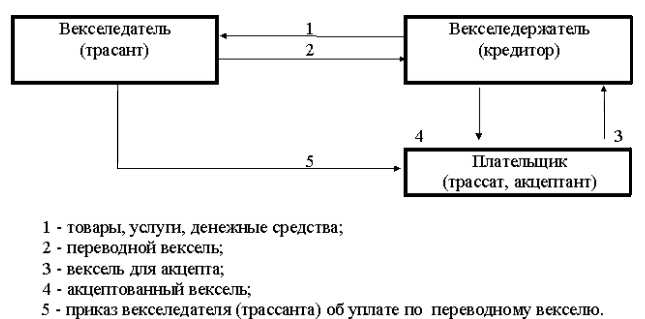 Векселедатель
(трасант)
1
2
Векселедержатель
(кредитор)
4
3
5
Плательщик
(трассат, акцептант)
1 - товары, услуги, денежные средства;
2 - переводной вексель;
3 - вексель для акцепта;
4 - акцептованный вексель;
5 - приказ векселедателя (трассанта) об уплате по переводному векселю.